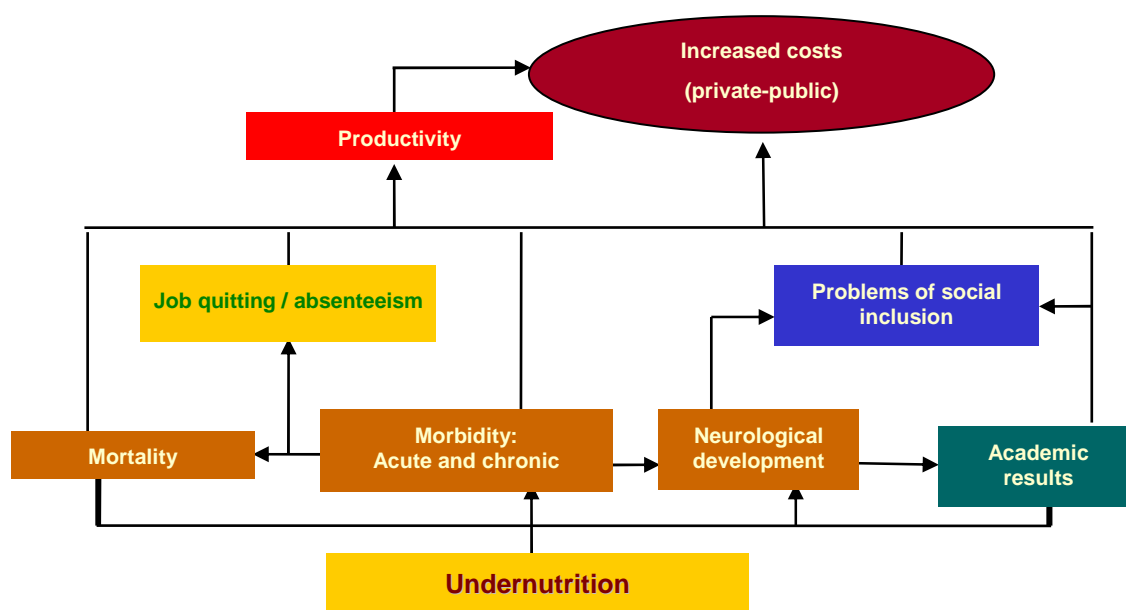 Increased costs
(private-public)
Productivity
Job quitting / absenteeism
Problems of social
inclusion
Mortality
Morbidity:
Acute and chronic
Neurological
development
Academic
results
Undernutrition